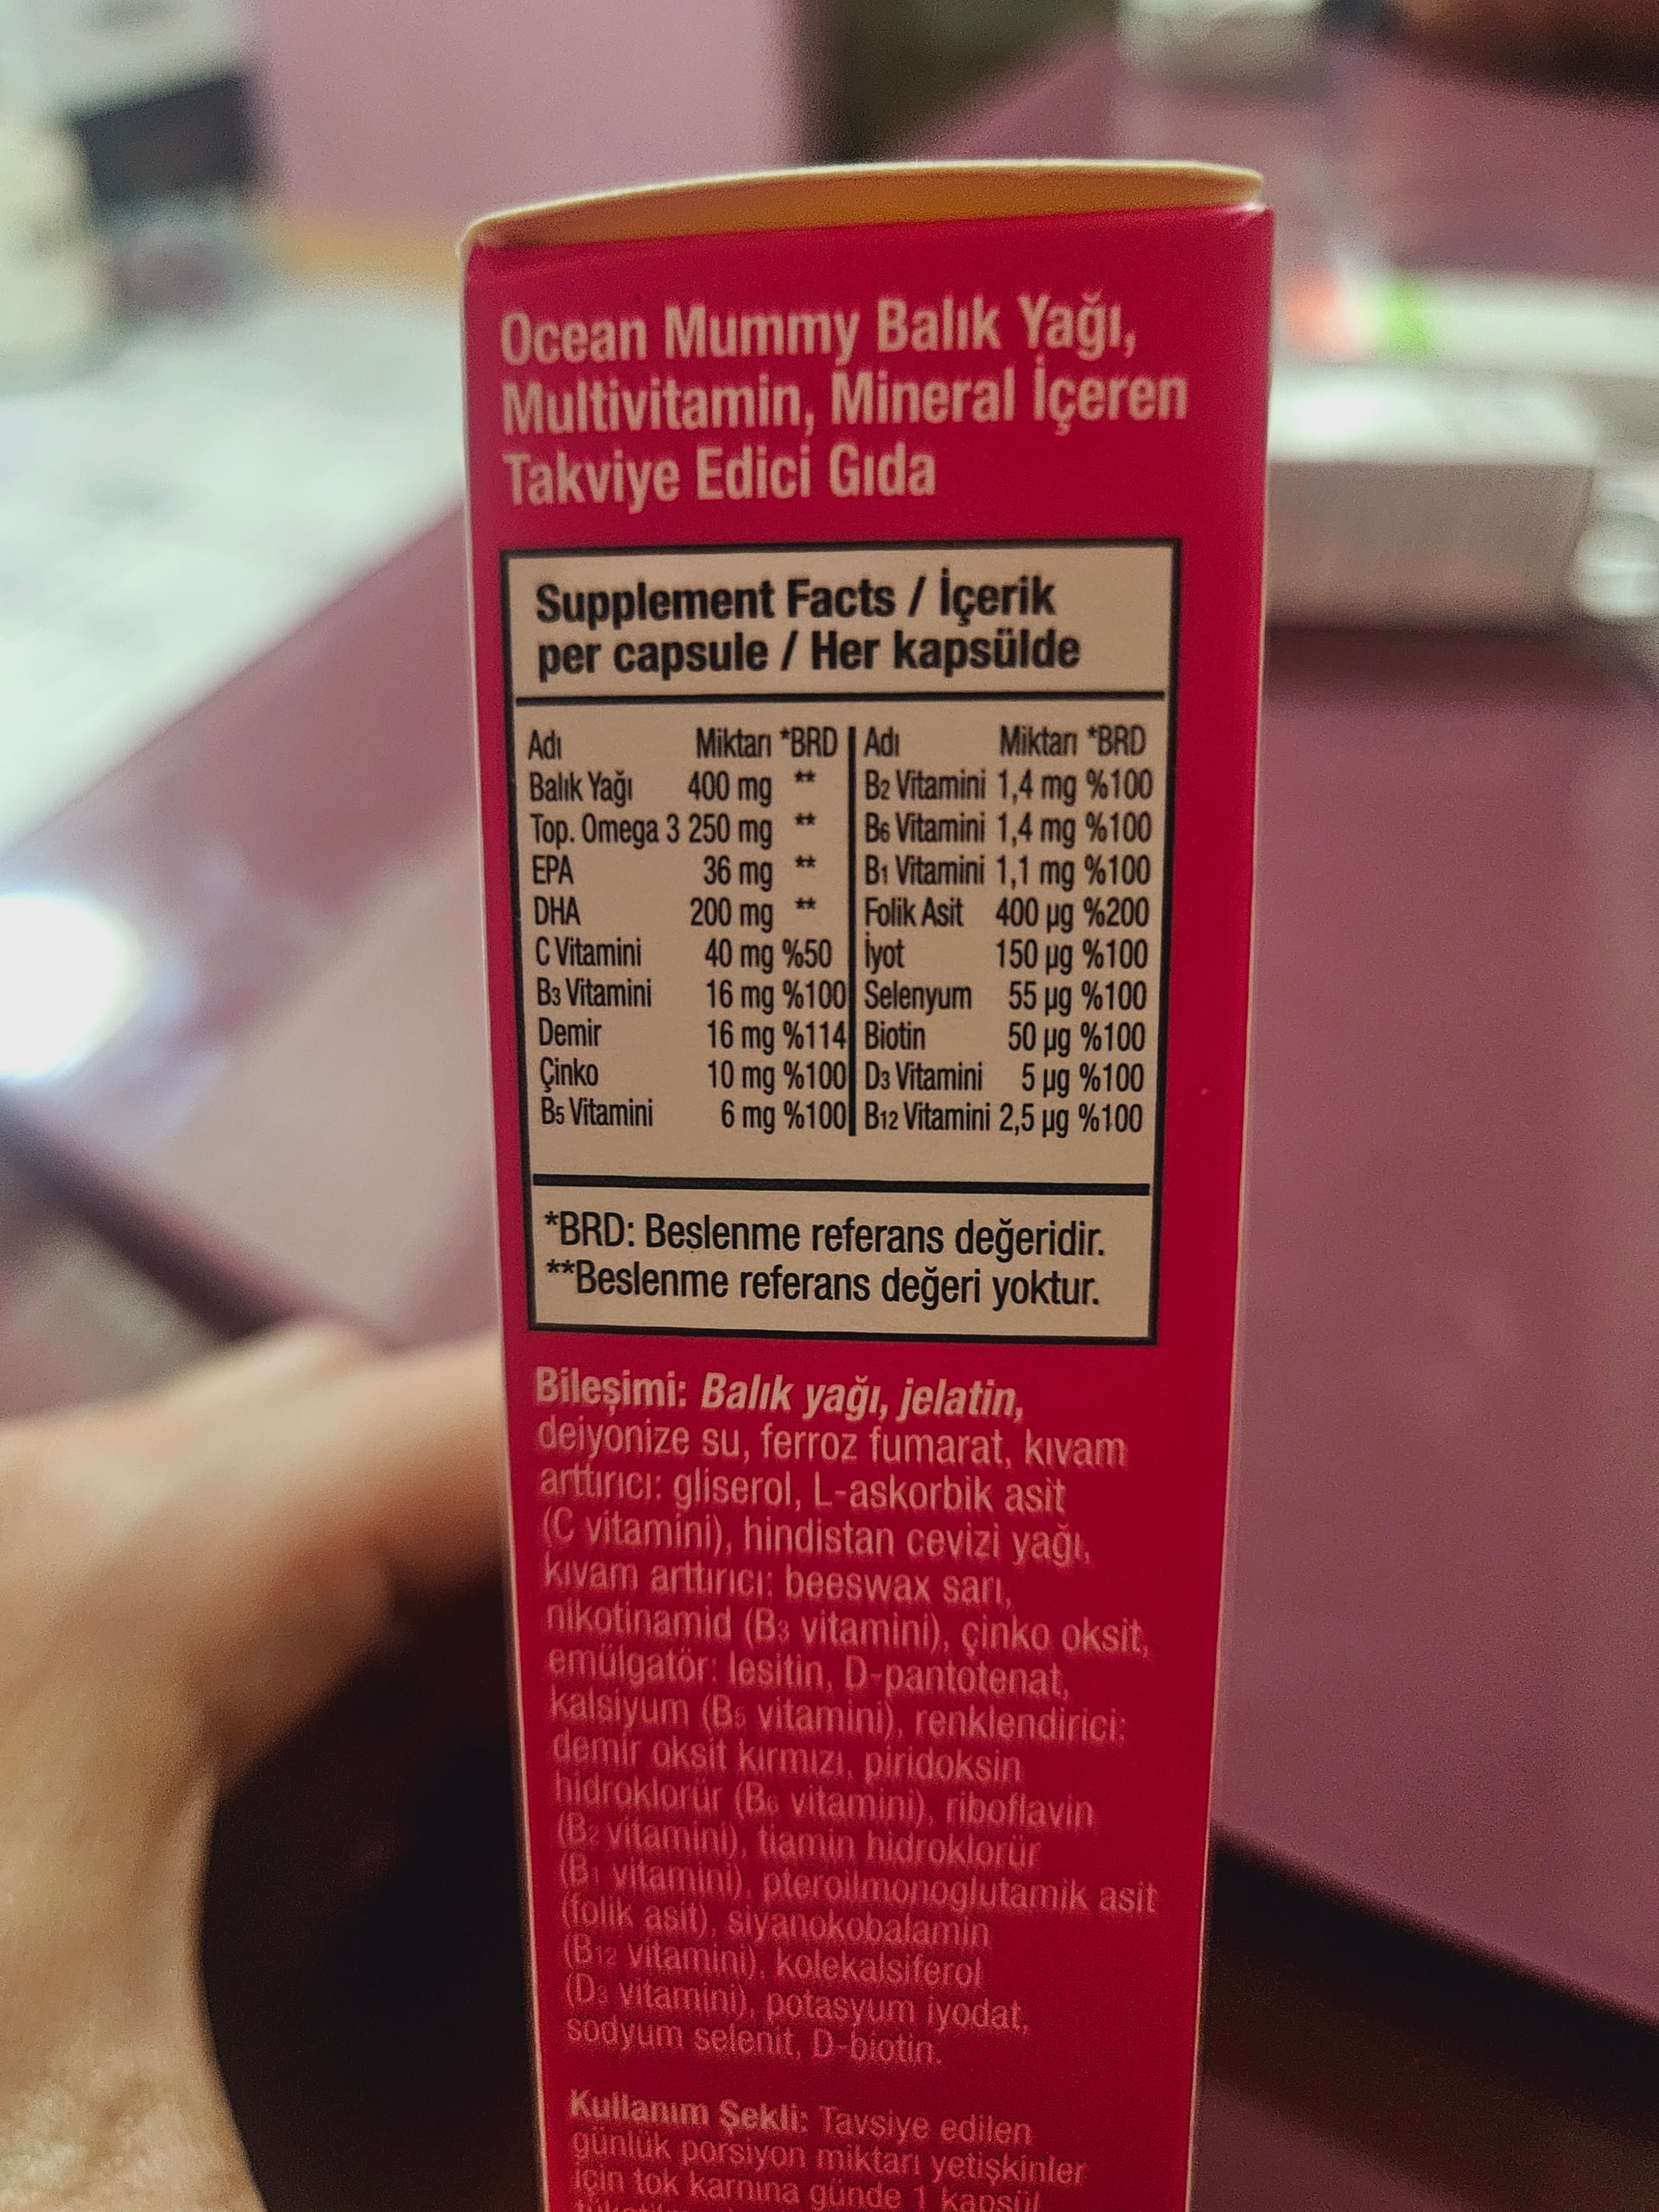 Ocean Mummy Balık Yağı,
Multivitamin, Mineral İçeren
Takviye Edici Gıda
Supplement Facts / İçerik
per capsule / Her kapsülde
Adı Miktarı *BRD
Balık Yağı 400 mg **
Top. Omega 3 250 mg **
EPA 36 mg **
DHA 200 mg **
C Vitamini 40 mg %50
B3 Vitamini 16 mg %100
Demir 16 mg %114
Çinko 10 mg %100
B5 Vitamini 6 mg %100
Adı Miktarı *BRD
B2 Vitamini 1,4 mg %100
B6 Vitamini 1,4 mg %100
B1 Vitamini 1,1 mg %100
Folik Asit 400 µg %200
İyot 150 µg %100
Selenyum 55 µg %100
Biotin 50 µg %100
D3 Vitamini 5 µg %100
B12 Vitamini 2,5 µg %100
*BRD: Beslenme referans değeridir.
**Beslenme referans değeri yoktur.
Bileşimi: Balık yağı, jelatin,
deiyonize su, ferroz fumarat, kıvam
arttırıcı: gliserol, L-askorbik asit
(C vitamini), hindistan cevizi yağı,
kıvam arttırıcı: beeswax sarı,
nikotinamid (B3 vitamini), çinko oksit,
emülgatör: lesitin, D-pantotenat,
kalsiyum (B5 vitamini), renklendirici:
demir oksit kırmızı, piridoksin
hidroklorür (B6 vitamini), riboflavin
(B2 vitamini), tiamin hidroklorür
(B1 vitamini), pteroilmonoglutamik asit
(folik asit), siyanokobalamin
(B12 vitamini), kolekalsiferol
(D3 vitamini), potasyum iyodat,
sodyum selenit, D-biotin.
Kullanım Şekli: Tavsiye edilen
günlük porsiyon miktarı yetişkinler
için tok karnına günde 1 kapsül